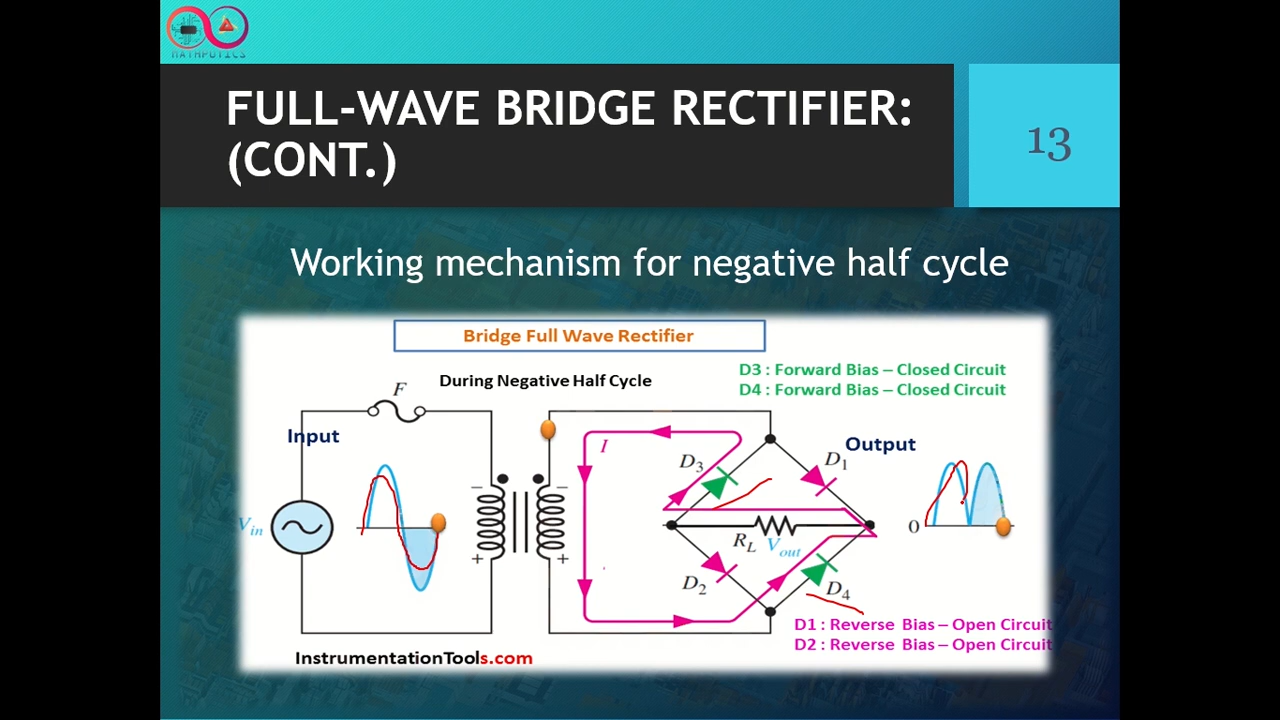 MATHPOTICS
FULL-WAVE BRIDGE RECTIFIER:
(CONT.)
13
Working mechanism for negative half cycle
Bridge Full Wave Rectifier
During Negative Half Cycle
D3 : Forward Bias – Closed Circuit
D4 : Forward Bias – Closed Circuit
F
Input
I
D3
D1
Output
Vin
− −
+ +
RL Vout
0
D2
D4
D1 : Reverse Bias – Open Circuit
D2 : Reverse Bias – Open Circuit
InstrumentationTools.com